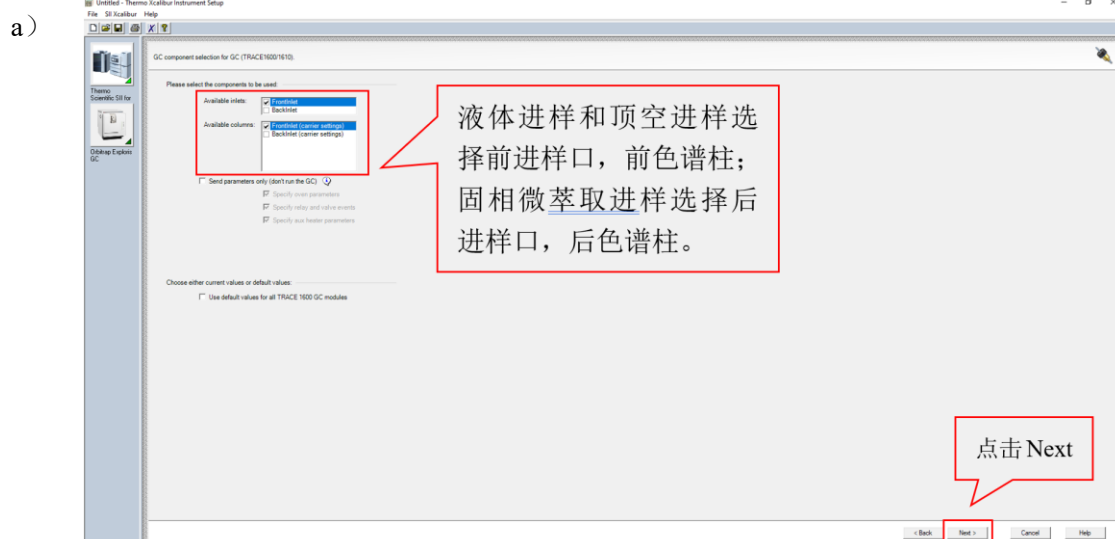 a）
Untitled - Thermo Xcalibur Instrument Setup
File SII Xcalibur Help
GC component selection for GC (TRACE1600/1610).
Thermo
Scientific SII for
Orbitrap Exploris
GC
Please select the components to be used:
Available inlets:
FrontInlet
BackInlet
Available columns:
FrontInlet (carrier settings)
BackInlet (carrier settings)
Send parameters only (don't run the GC)
Specify oven parameters
Specify relay and valve events
Specify aux heater parameters
液体进样和顶空进样选
择前进样口，前色谱柱；
固相微萃取进样选择后
进样口，后色谱柱。
Choose either current values or default values:
Use default values for all TRACE 1600 GC modules
点击Next
< Back Next > Cancel Help